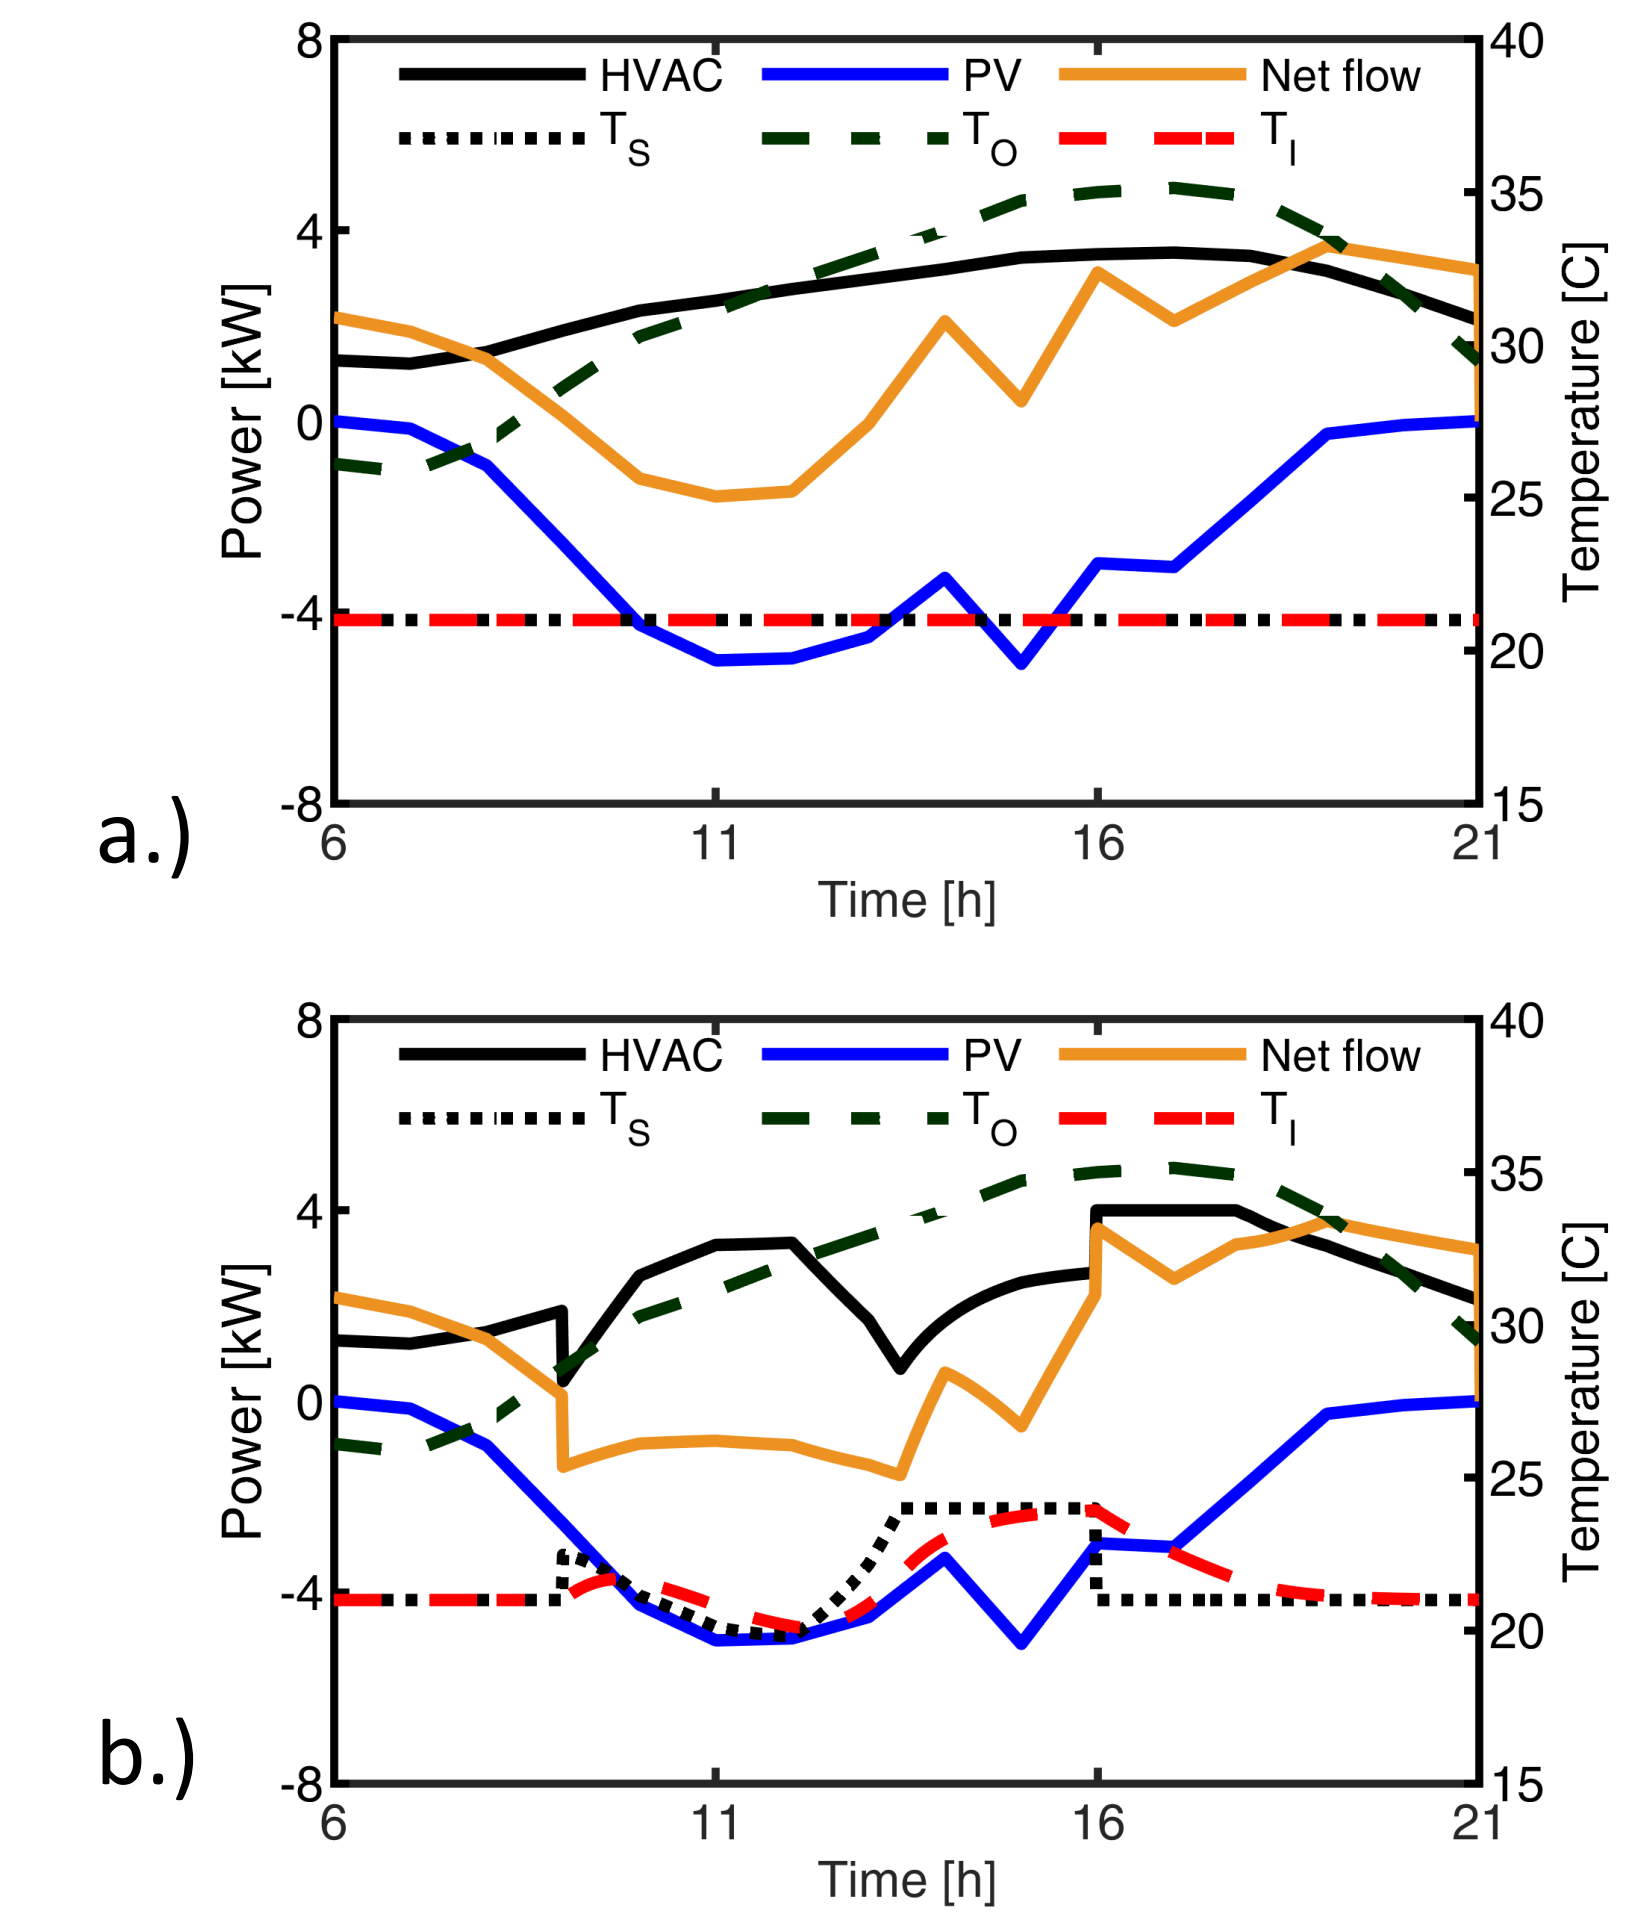 8
40
HVAC
PV
Net flow
T_S
T_O
T_I
35
4
30
0
25
-4
20
-8
15
Power [kW]
Temperature [C]
a.)
6
11
16
21
Time [h]
8
40
HVAC
PV
Net flow
T_S
T_O
T_I
35
4
30
0
25
-4
20
-8
15
Power [kW]
Temperature [C]
b.)
6
11
16
21
Time [h]